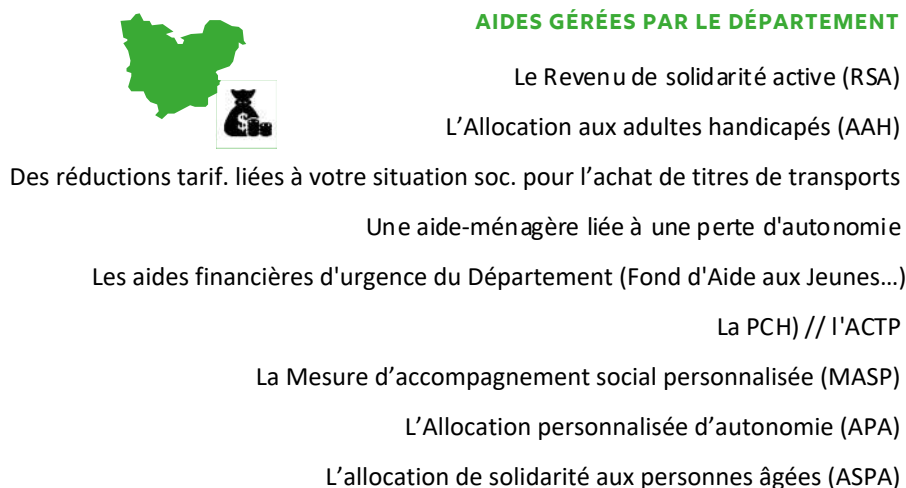 AIDES GÉRÉES PAR LE DÉPARTEMENT
Le Revenu de solidarité active (RSA)
L’Allocation aux adultes handicapés (AAH)
Des réductions tarif. liées à votre situation soc. pour l’achat de titres de transports
Une aide-ménagère liée à une perte d'autonomie
Les aides financières d'urgence du Département (Fond d'Aide aux Jeunes…)
La PCH) // l'ACTP
La Mesure d’accompagnement social personnalisée (MASP)
L’Allocation personnalisée d’autonomie (APA)
L’allocation de solidarité aux personnes âgées (ASPA)